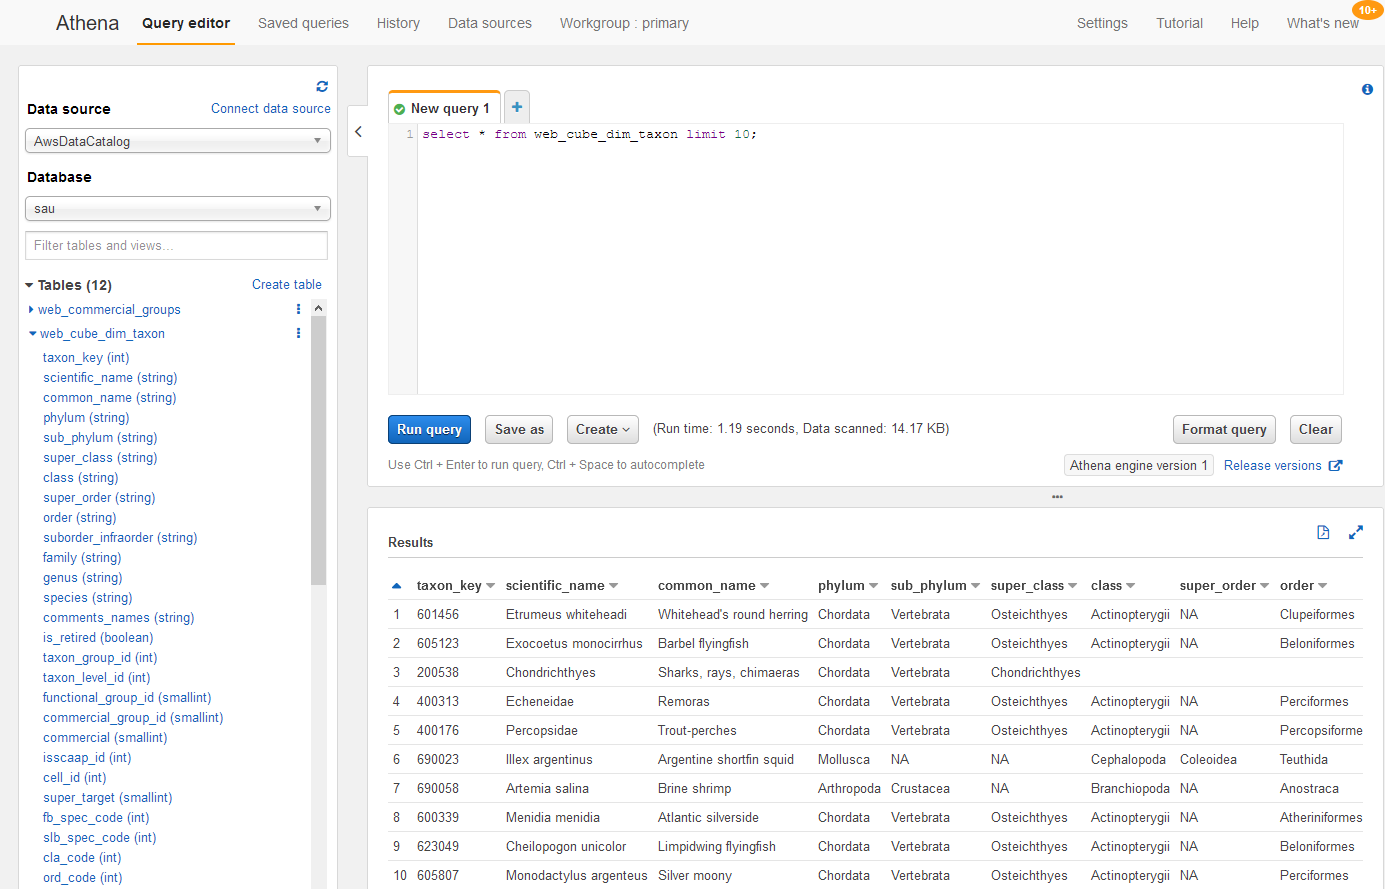 Athena Query editor Saved queries History Data sources Workgroup : primary Settings Tutorial Help What's new 10+
Data source Connect data source
AwsDataCatalog
Database
sau
Filter tables and views...
Tables (12) Create table
web_commercial_groups
web_cube_dim_taxon
taxon_key (int)
scientific_name (string)
common_name (string)
phylum (string)
sub_phylum (string)
super_class (string)
class (string)
super_order (string)
order (string)
suborder_infraorder (string)
family (string)
genus (string)
species (string)
comments_names (string)
is_retired (boolean)
taxon_group_id (int)
taxon_level_id (int)
functional_group_id (smallint)
commercial_group_id (smallint)
commercial (smallint)
isscaap_id (int)
cell_id (int)
super_target (smallint)
fb_spec_code (int)
slb_spec_code (int)
cla_code (int)
ord_code (int)
New query 1 +
1 select * from web_cube_dim_taxon limit 10;
Run query Save as Create (Run time: 1.19 seconds, Data scanned: 14.17 KB) Format query Clear
Use Ctrl + Enter to run query, Ctrl + Space to autocomplete Athena engine version 1 Release versions
Results
taxon_key scientific_name common_name phylum sub_phylum super_class class super_order order
1 601456 Etrumeus whiteheadi Whitehead's round herring Chordata Vertebrata Osteichthyes Actinopterygii NA Clupeiformes
2 605123 Exocoetus monocirrhus Barbel flyingfish Chordata Vertebrata Osteichthyes Actinopterygii NA Beloniformes
3 200538 Chondrichthyes Sharks, rays, chimaeras Chordata Vertebrata Chondrichthyes
4 400313 Echeneidae Remoras Chordata Vertebrata Osteichthyes Actinopterygii NA Perciformes
5 400176 Percopsidae Trout-perches Chordata Vertebrata Osteichthyes Actinopterygii NA Percopsiforme
6 690023 Illex argentinus Argentine shortfin squid Mollusca NA NA Cephalopoda Coleoidea Teuthida
7 690058 Artemia salina Brine shrimp Arthropoda Crustacea NA Branchiopoda NA Anostraca
8 600339 Menidia menidia Atlantic silverside Chordata Vertebrata Osteichthyes Actinopterygii NA Atheriniformes
9 623049 Cheilopogon unicolor Limpidwing flyingfish Chordata Vertebrata Osteichthyes Actinopterygii NA Beloniformes
10 605807 Monodactylus argenteus Silver moony Chordata Vertebrata Osteichthyes Actinopterygii NA Perciformes